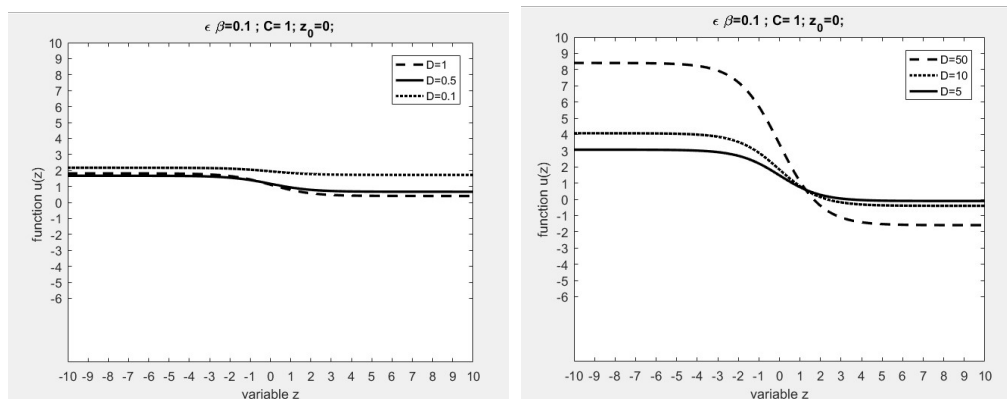 ϵ β=0.1 ; C= 1; z₀=0;
10
9
8
7
6
5
4
3
2
1
0
-1
-2
-3
-4
-5
-6
function u(z)
D=1
D=0.5
D=0.1
-10 -9 -8 -7 -6 -5 -4 -3 -2 -1 0 1 2 3 4 5 6 7 8 9 10
variable z
ϵ β=0.1 ; C= 1; z₀=0;
10
9
8
7
6
5
4
3
2
1
0
-1
-2
-3
-4
-5
-6
function u(z)
D=50
D=10
D=5
-10 -9 -8 -7 -6 -5 -4 -3 -2 -1 0 1 2 3 4 5 6 7 8 9 10
variable z